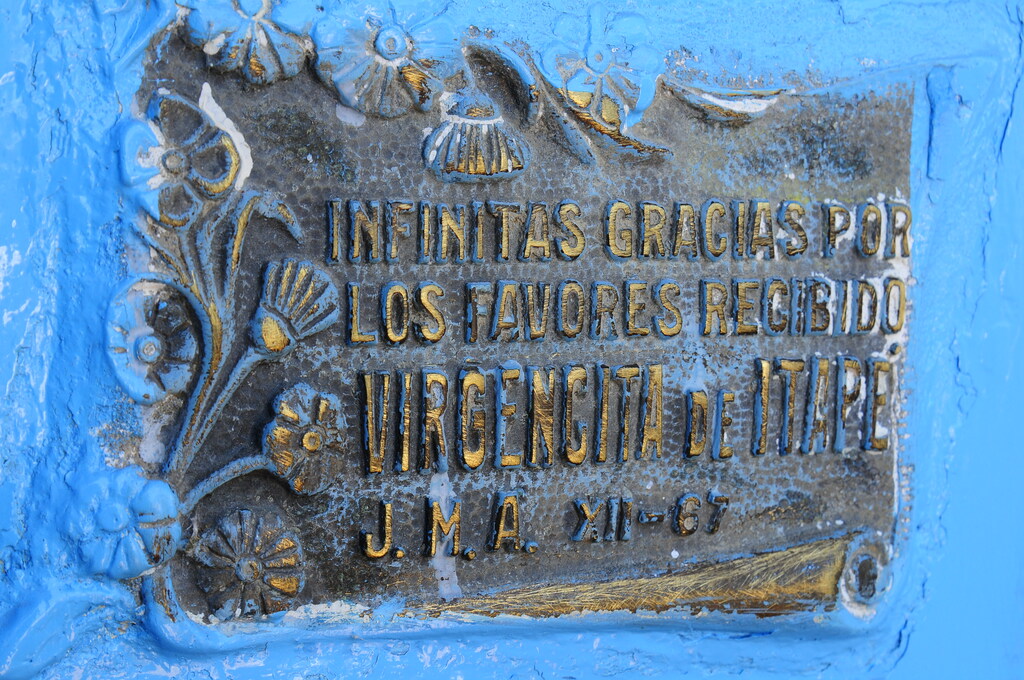 INFINITAS GRACIAS POR
LOS FAVORES RECIBIDO
VIRGENCITA DE ITAPE
J. M. A. XII-67